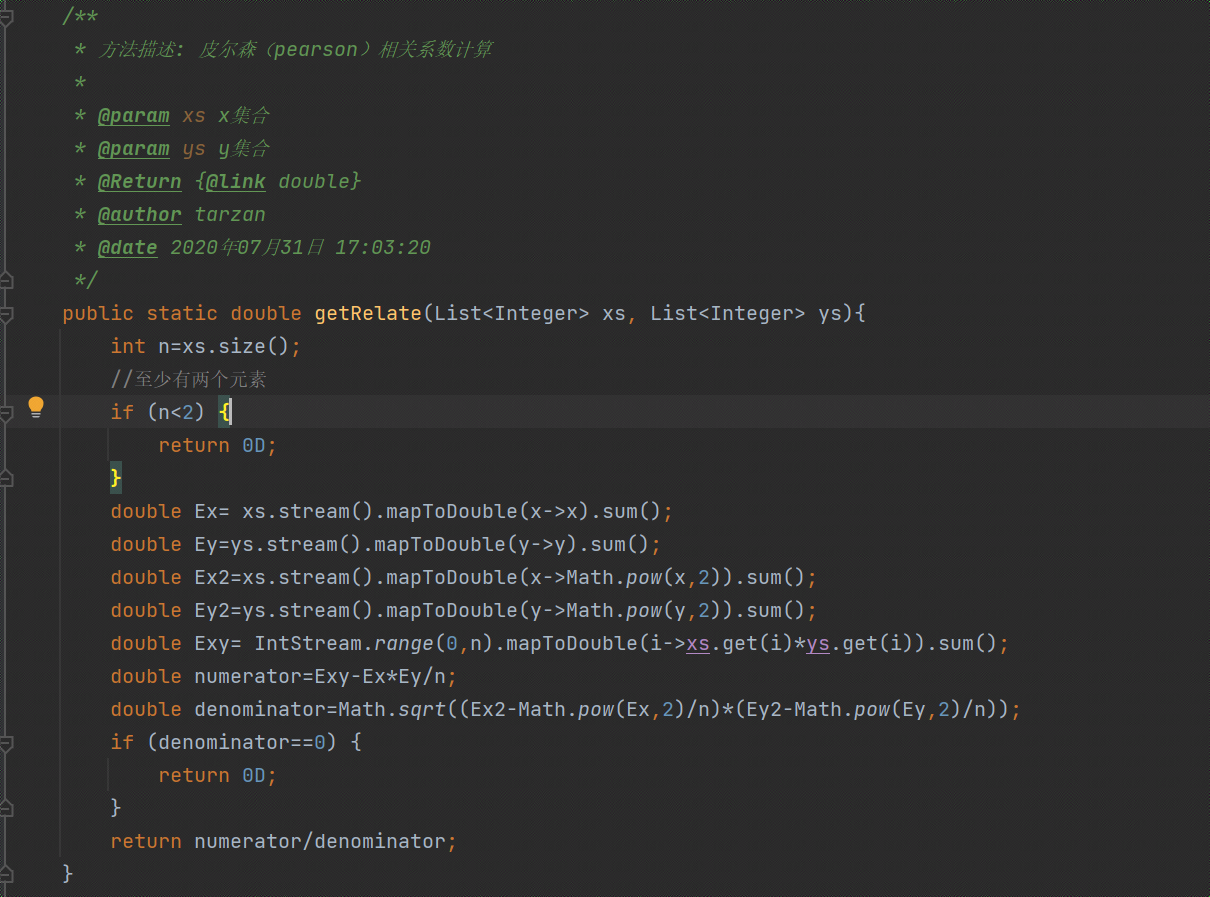 /**
* 方法描述: 皮尔森（pearson）相关系数计算
*
* @param xs x集合
* @param ys y集合
* @Return {@link double}
* @author tarzan
* @date 2020年07月31日 17:03:20
*/
public static double getRelate(List<Integer> xs, List<Integer> ys){
int n=xs.size();
//至少有两个元素
if (n<2) {
return 0D;
}
double Ex= xs.stream().mapToDouble(x->x).sum();
double Ey=ys.stream().mapToDouble(y->y).sum();
double Ex2=xs.stream().mapToDouble(x->Math.pow(x,2)).sum();
double Ey2=ys.stream().mapToDouble(y->Math.pow(y,2)).sum();
double Exy= IntStream.range(0,n).mapToDouble(i->xs.get(i)*ys.get(i)).sum();
double numerator=Exy-Ex*Ey/n;
double denominator=Math.sqrt((Ex2-Math.pow(Ex,2)/n)*(Ey2-Math.pow(Ey,2)/n));
if (denominator==0) {
return 0D;
}
return numerator/denominator;
}